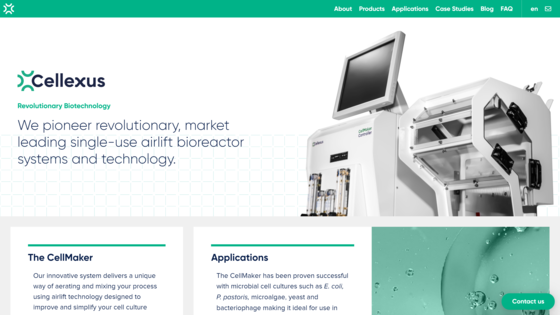 About Products Applications Case Studies Blog FAQ en
Cellexus
Revolutionary Biotechnology
We pioneer revolutionary, market
leading single-use airlift bioreactor
systems and technology.
The CellMaker
Our innovative system delivers a unique
way of aerating and mixing your process
using airlift technology designed to
improve and simplify your cell culture
Applications
The CellMaker has been proven successful
with microbial cell cultures such as E. coli,
P. pastoris, microalgae, yeast and
bacteriophage making it ideal for use in
Contact us